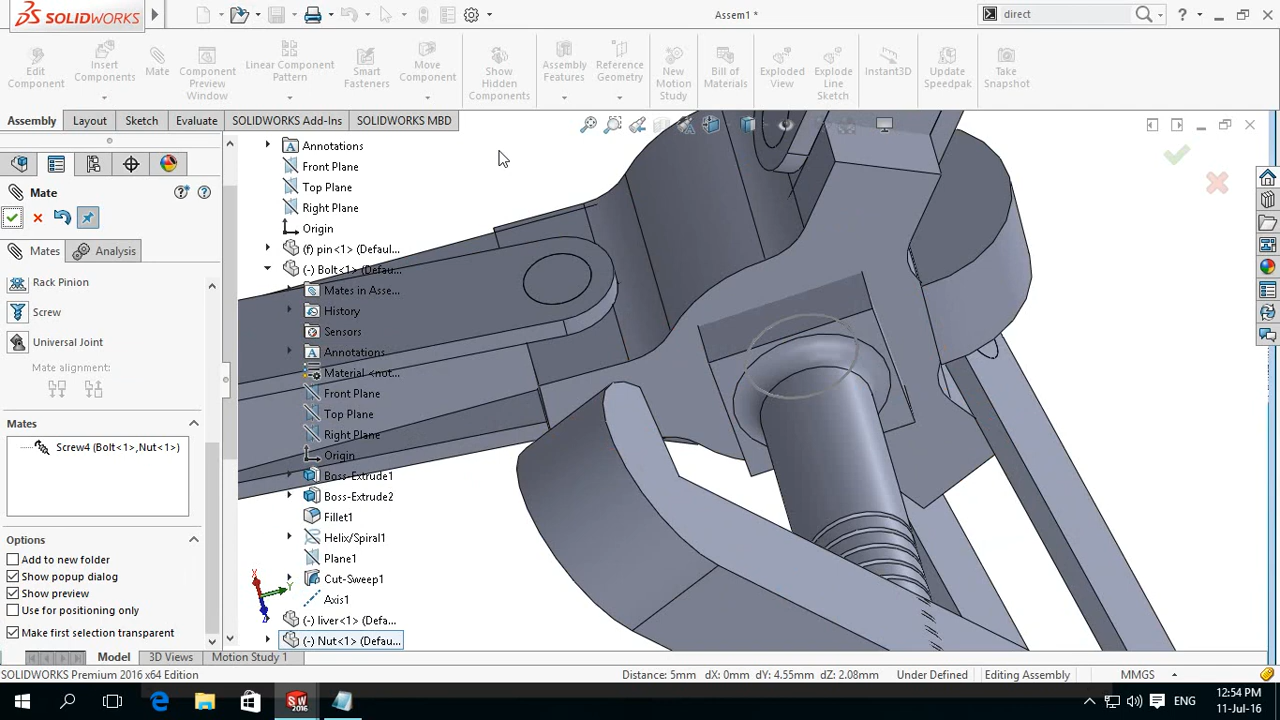 SOLIDWORKS
Assem1 *
direct
Edit Component
Insert Components
Mate
Component Preview Window
Linear Component Pattern
Smart Fasteners
Move Component
Show Hidden Components
Assembly Features
Reference Geometry
New Motion Study
Bill of Materials
Exploded View
Explode Line Sketch
Instant3D
Update Speedpak
Take Snapshot
Assembly
Layout
Sketch
Evaluate
SOLIDWORKS Add-Ins
SOLIDWORKS MBD
Mate
Mates
Analysis
Rack Pinion
Screw
Universal Joint
Mate alignment:
Mates
Screw4 (Bolt<1>,Nut<1>)
Options
Add to new folder
Show popup dialog
Show preview
Use for positioning only
Make first selection transparent
Annotations
Front Plane
Top Plane
Right Plane
Origin
(f) pin<1> (Defaul...
(-) Bolt<1> (Defau...
Mates in Asse...
History
Sensors
Annotations
Material <not...
Front Plane
Top Plane
Right Plane
Origin
Boss-Extrude1
Boss-Extrude2
Fillet1
Helix/Spiral1
Plane1
Cut-Sweep1
Axis1
(-) liver<1> (Defa...
(-) Nut<1> (Defau...
X
Y
Model
3D Views
Motion Study 1
SOLIDWORKS Premium 2016 x64 Edition
Distance: 5mm dX: 0mm dY: 4.55mm dZ: 2.08mm
Under Defined
Editing Assembly
MMGS
SW
2016
ENG
12:54 PM
11-Jul-16